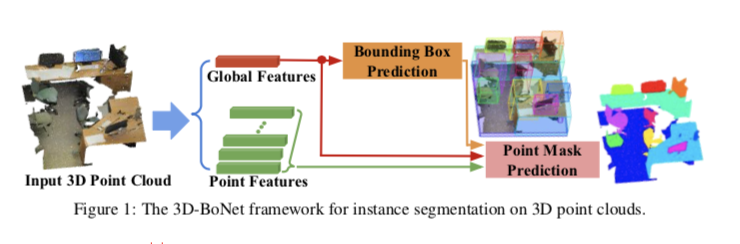 Bounding Box
Prediction
Global Features
Point Mask
Prediction
Input 3D Point Cloud
Point Features
Figure 1: The 3D-BoNet framework for instance segmentation on 3D point clouds.